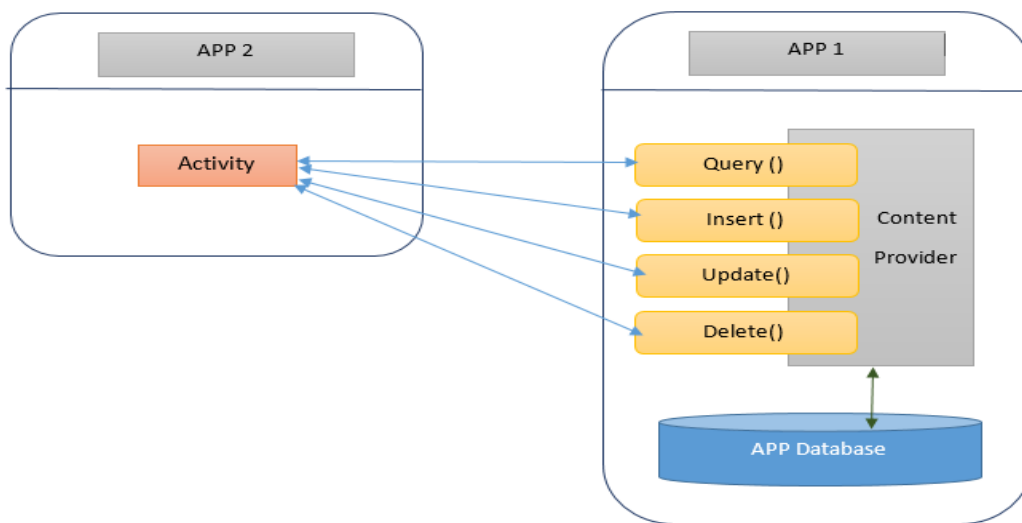 APP 2
Activity
APP 1
Query ()
Insert ()
Update()
Delete()
Content
Provider
APP Database